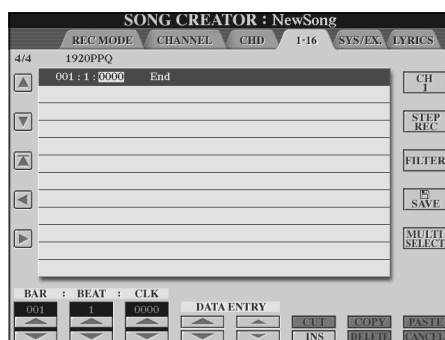 SONG CREATOR : NewSong
REC MODE CHANNEL CHD 1-16 SYS/EX. LYRICS
4/4 1920PPQ
001 : 1 : 0000 End
CH
1
STEP
REC
FILTER
SAVE
MULTI
SELECT
BAR : BEAT : CLK
DATA ENTRY
001 1 0000
CUT COPY PASTE
INS DELETE CANCEL